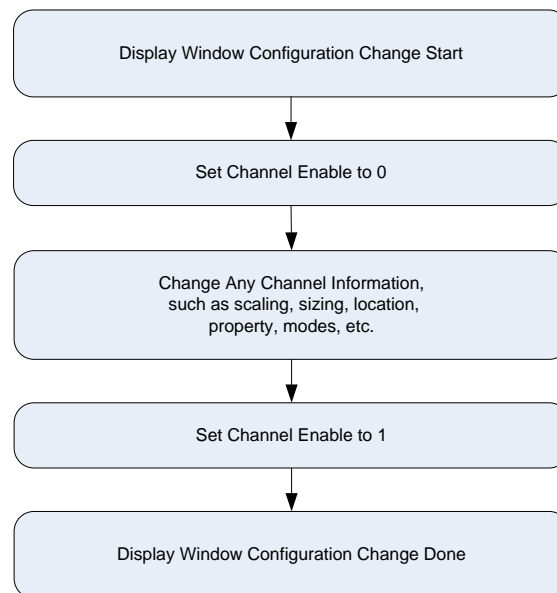 Display Window Configuration Change Start
Set Channel Enable to 0
Change Any Channel Information,
such as scaling, sizing, location,
property, modes, etc.
Set Channel Enable to 1
Display Window Configuration Change Done